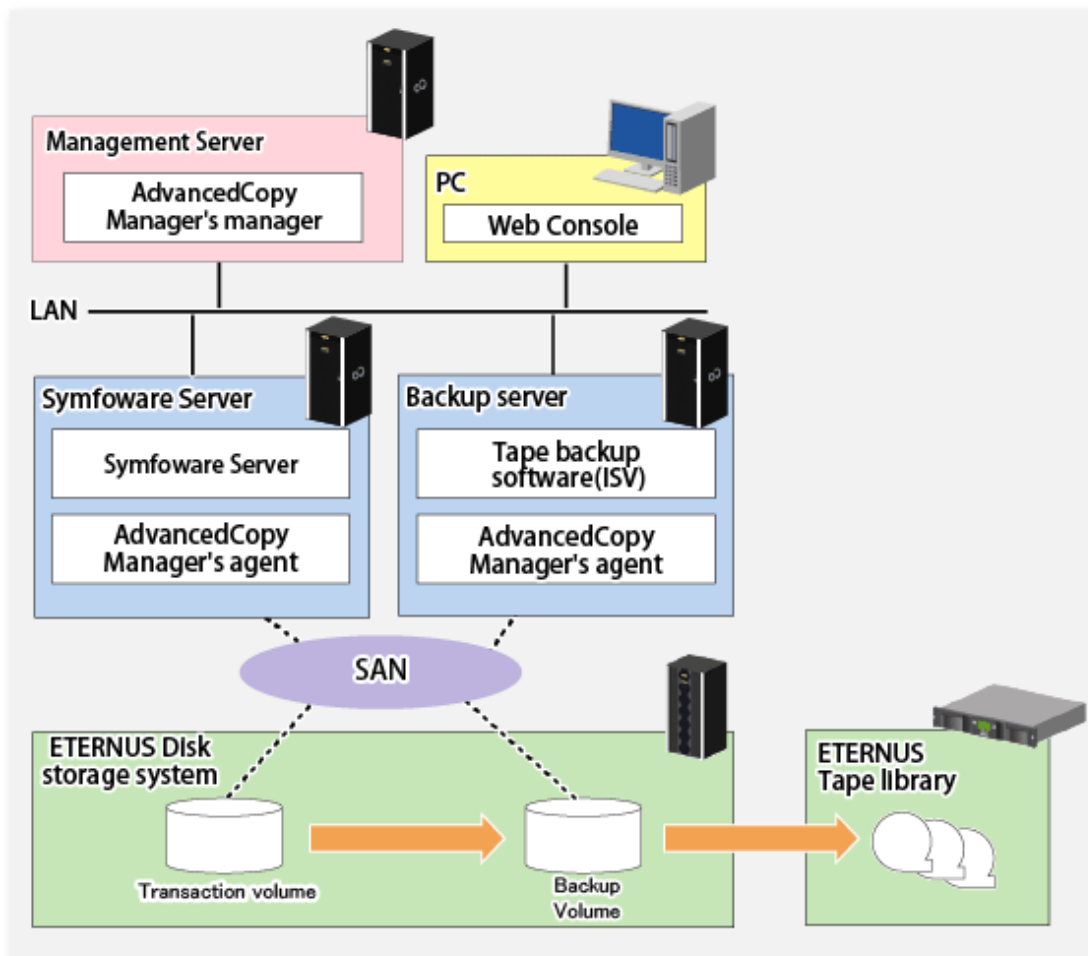 Management Server
AdvancedCopy
Manager's manager
PC
Web Console
LAN
Symfoware Server
Symfoware Server
AdvancedCopy
Manager's agent
Backup server
Tape backup
software(ISV)
AdvancedCopy
Manager's agent
SAN
ETERNUS Disk
storage system
Transaction volume
Backup
Volume
ETERNUS
Tape library